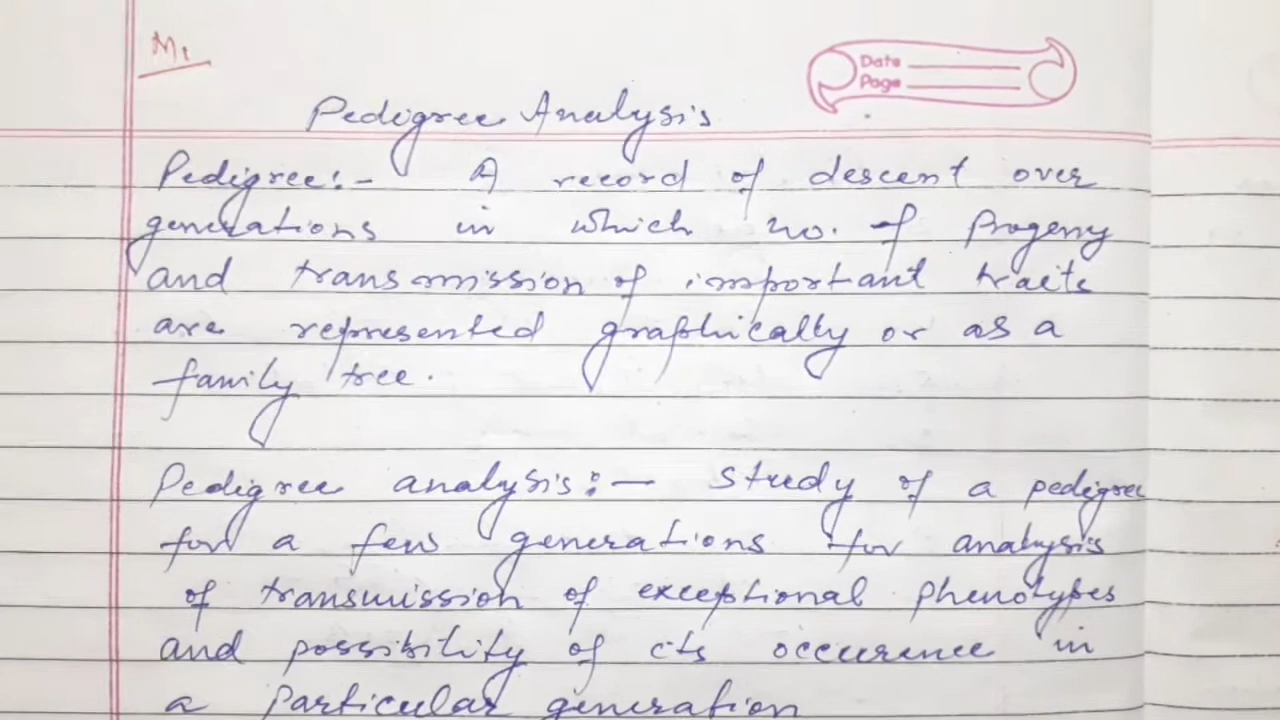 M1
Date
Page
Pedigree Analysis
Pedigree:- A record of descent over
generations in which no. of Progeny
and transmission of important traits
are represented graphically or as a
family tree.
Pedigree analysis:- study of a pedigree
for a few generations for analysis
of transmission of exceptional phenotypes
and possibility of its occurence in
a particular generation